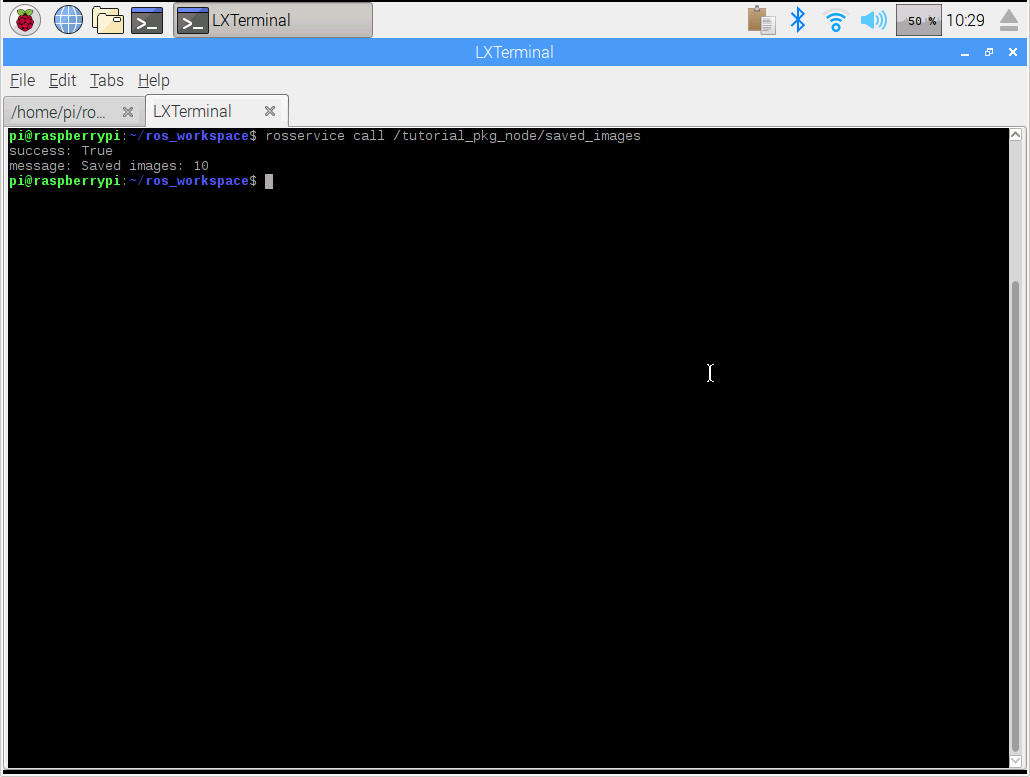 LXTerminal
50 %
10:29
LXTerminal
File Edit Tabs Help
/home/pi/ro...
LXTerminal
pi@raspberrypi:~/ros_workspace$ rosservice call /tutorial_pkg_node/saved_images
success: True
message: Saved images: 10
pi@raspberrypi:~/ros_workspace$